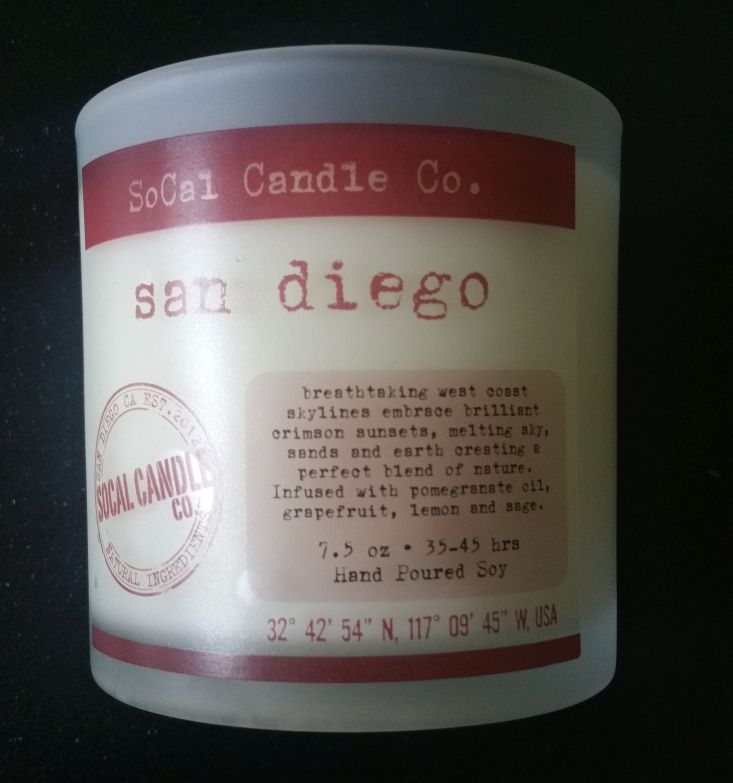 SoCal Candle Co.
san diego
breathtaking west coast
skylines embrace brilliant
crimson sunsets, melting sky,
sands and earth creating a
perfect blend of nature.
Infused with pomegranate oil,
grapefruit, lemon and sage.
7.5 oz • 35-45 hrs
Hand Poured Soy
SAN DIEGO CA EST. 2012
SOCAL CANDLE
CO.
NATURAL INGREDIENTS
32° 42' 54" N, 117° 09' 45" W, USA